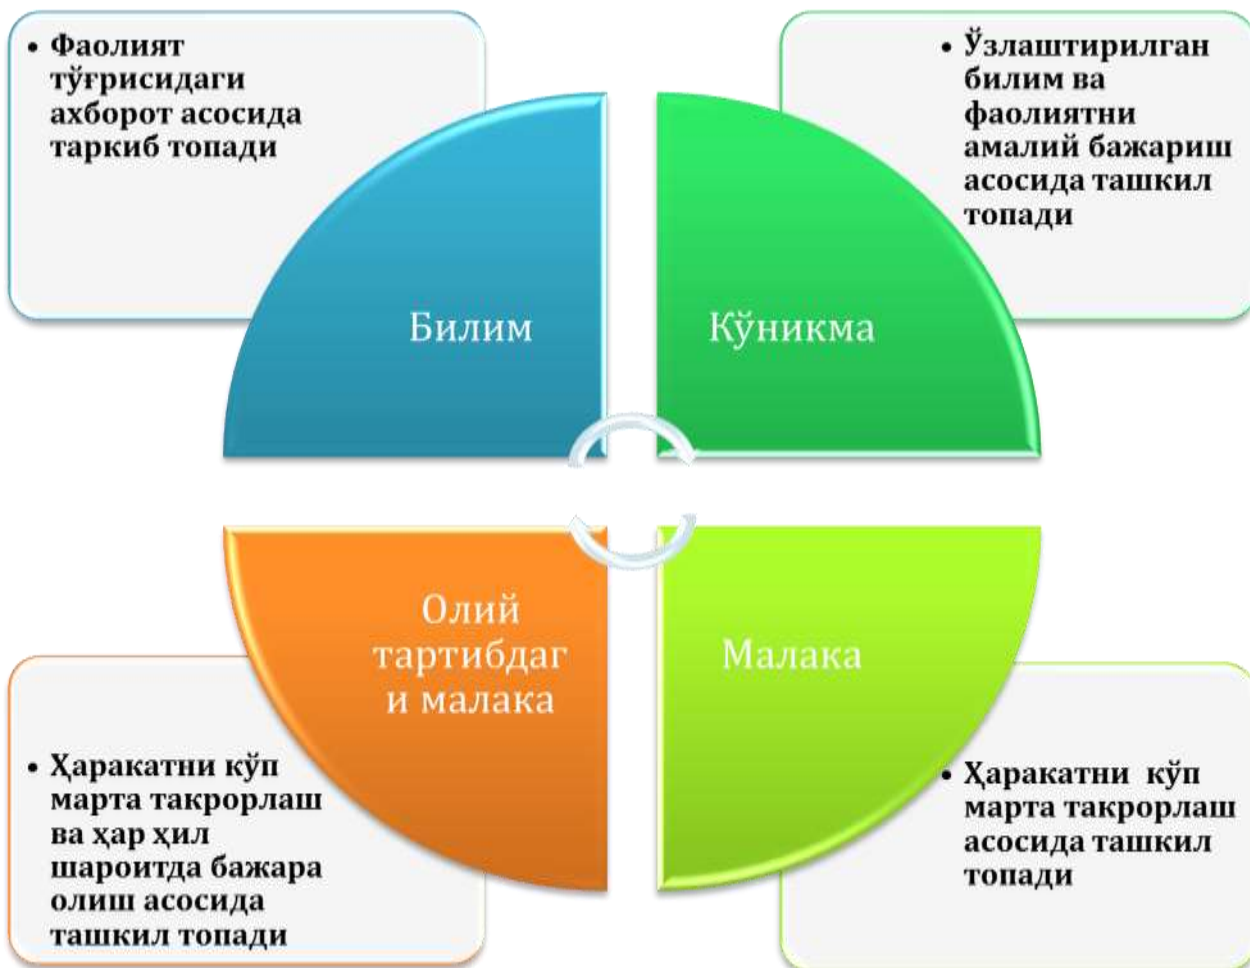 • Фаолият
тўғрисидаги
ахборот асосида
таркиб топади
• Ўзлаштирилган
билим ва
фаолиятни
амалий бажариш
асосида ташкил
топади
Билим
Кўникма
Олий
тартибдаг
и малака
Малака
• Ҳаракатни кўп
марта такрорлаш
ва ҳар ҳил
шароитда бажара
олиш асосида
ташкил топади
• Ҳаракатни кўп
марта такрорлаш
асосида ташкил
топади